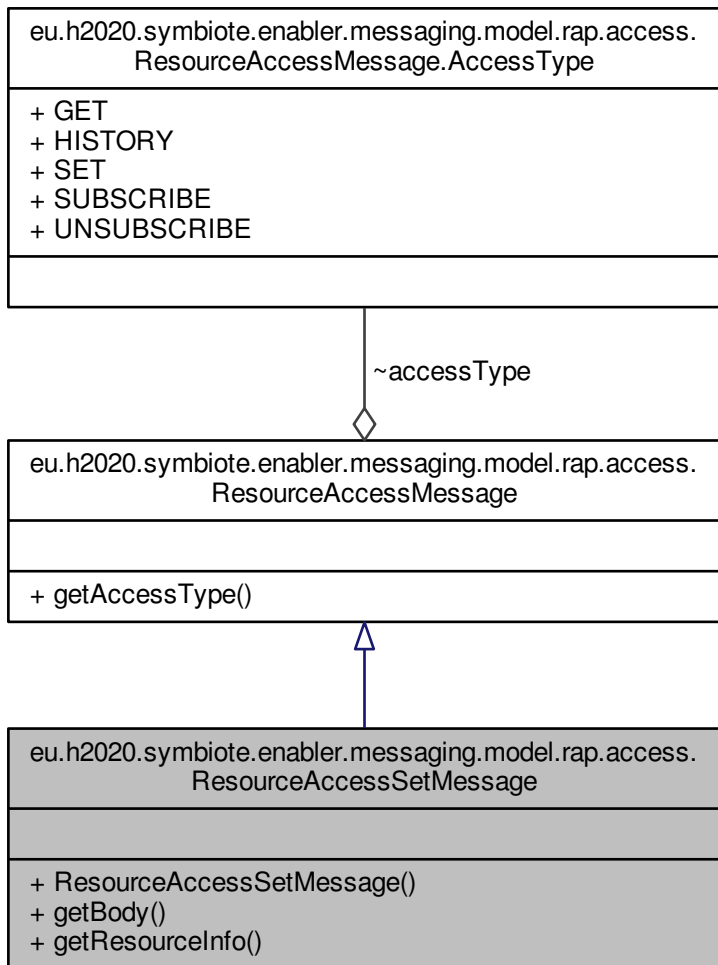 eu.h2020.symbiote.enabler.messaging.model.rap.access.
ResourceAccessMessage.AccessType
+ GET
+ HISTORY
+ SET
+ SUBSCRIBE
+ UNSUBSCRIBE
~accessType
eu.h2020.symbiote.enabler.messaging.model.rap.access.
ResourceAccessMessage
+ getAccessType()
eu.h2020.symbiote.enabler.messaging.model.rap.access.
ResourceAccessSetMessage
+ ResourceAccessSetMessage()
+ getBody()
+ getResourceInfo()